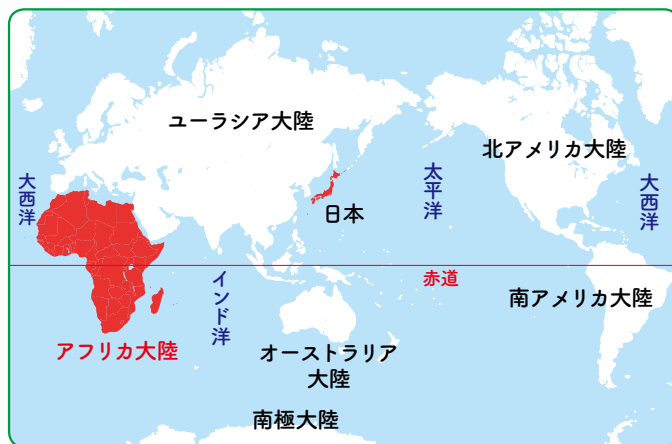 ユーラシア大陸
北アメリカ大陸
大西洋
太平洋
大西洋
日本
インド洋
赤道
南アメリカ大陸
アフリカ大陸
オーストラリア
大陸
南極大陸